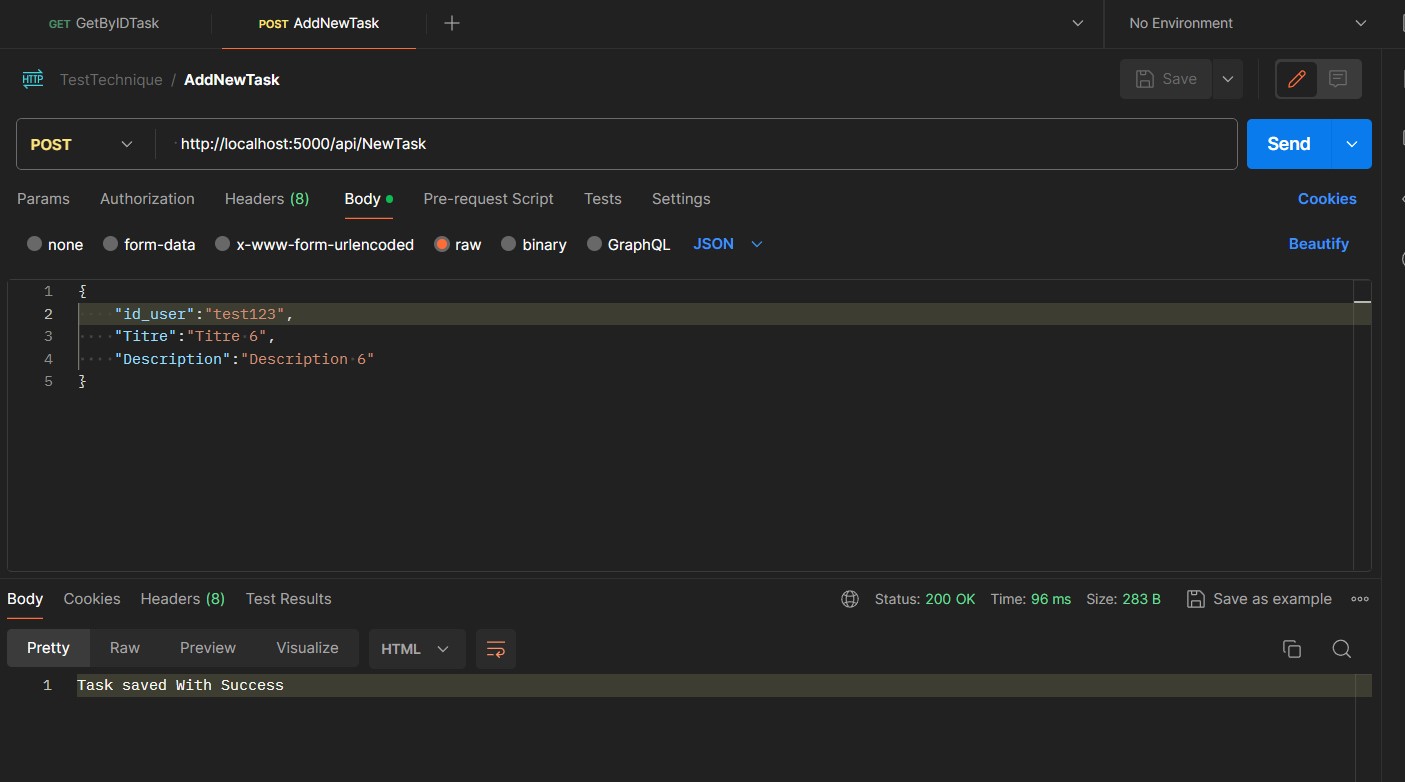 GET GetByIDTask POST AddNewTask No Environment
HTTP TestTechnique / AddNewTask Save
POST http://localhost:5000/api/NewTask Send
Params Authorization Headers (8) Body Pre-request Script Tests Settings Cookies
none form-data x-www-form-urlencoded raw binary GraphQL JSON Beautify
1 {
2 "id_user":"test123",
3 "Titre":"Titre 6",
4 "Description":"Description 6"
5 }
Body Cookies Headers (8) Test Results Status: 200 OK Time: 96 ms Size: 283 B Save as example
Pretty Raw Preview Visualize HTML
1 Task saved With Success